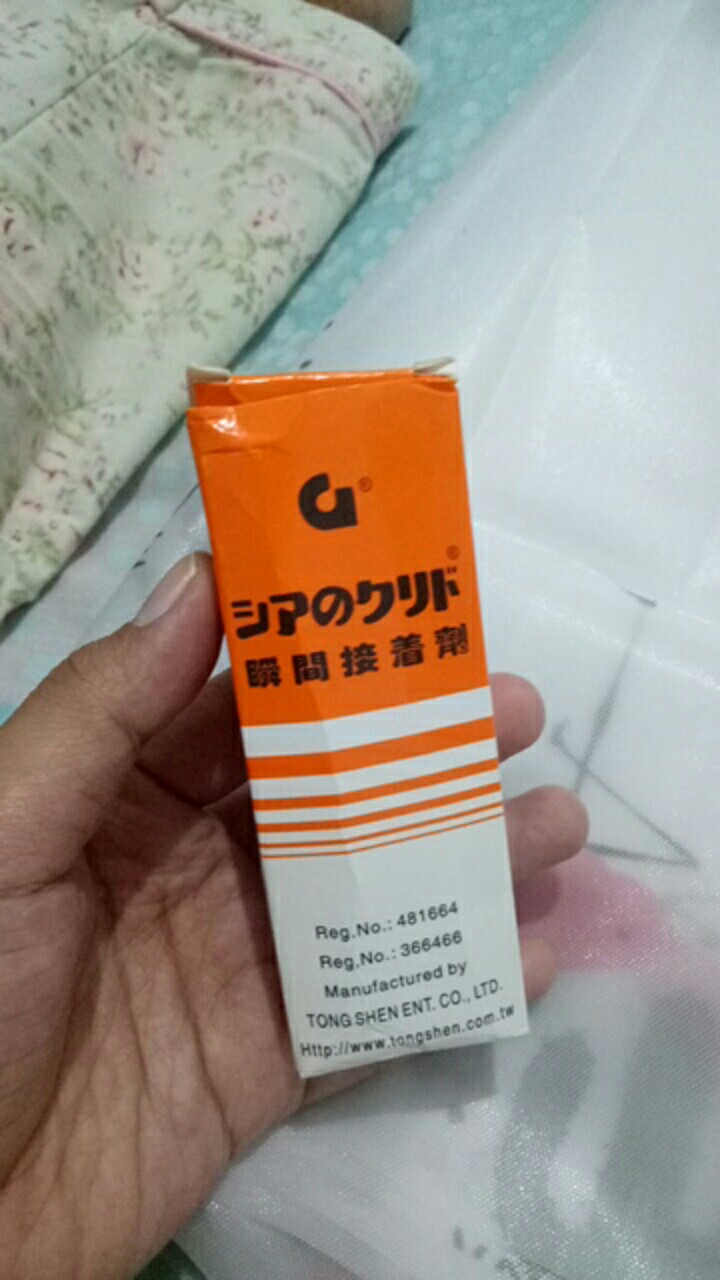 G®
シアのクリド®
瞬間接着劑
Reg.No.: 481664
Reg.No.: 366466
Manufactured by
TONG SHEN ENT. CO., LTD.
Http://www.tongshen.com.tw